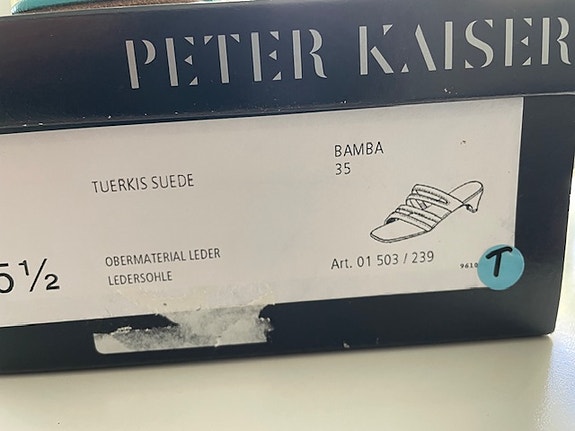 PETER KAISER
BAMBA
35
TUERKIS SUEDE
5½
OBERMATERIAL LEDER
LEDERSOHLE
Art. 01 503 / 239
T